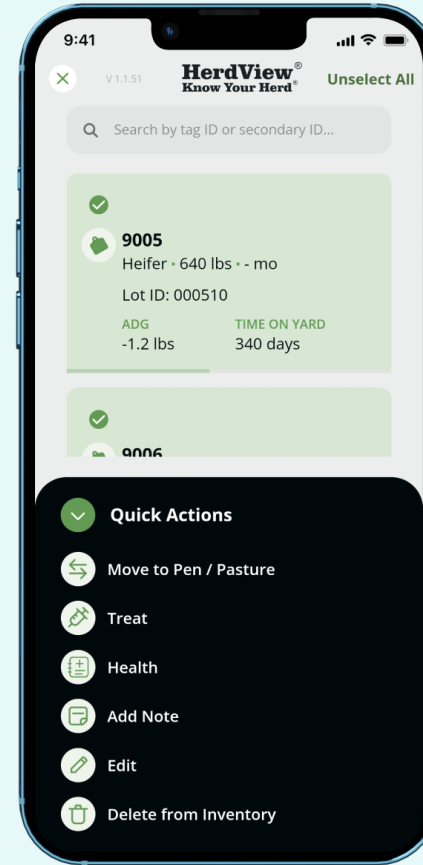 9:41
V 1.1.51
HerdView®
Know Your Herd®
Unselect All
Search by tag ID or secondary ID...
9005
Heifer • 640 lbs • - mo
Lot ID: 000510
ADG
TIME ON YARD
-1.2 lbs
340 days
9006
Quick Actions
Move to Pen / Pasture
Treat
Health
Add Note
Edit
Delete from Inventory